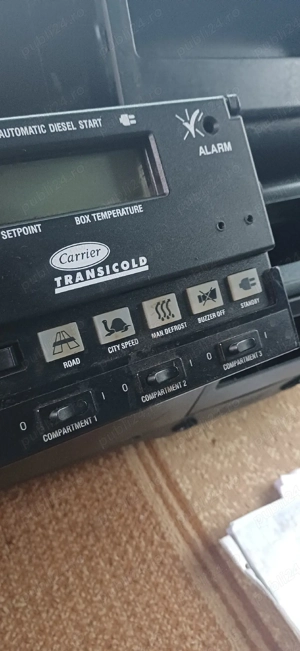 AUTOMATIC DIESEL START
ALARM
SETPOINT
BOX TEMPERATURE
Carrier
TRANSICOLD
ROAD
CITY SPEED
MAN DEFROST
BUZZER OFF
STANDBY
0 COMPARTMENT 1 I
0 COMPARTMENT 2 I
0 COMPARTMENT 3 I